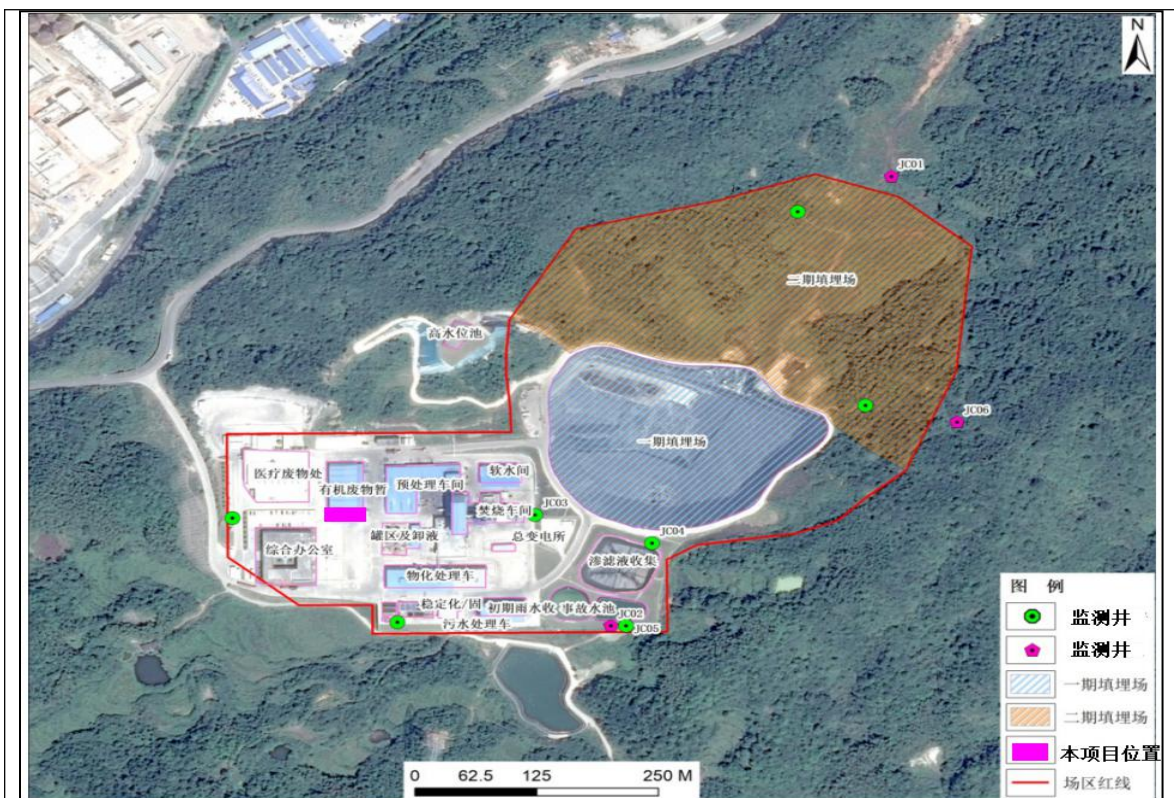 N
JC01
二期填埋场
高水位池
JC06
一期填埋场
医疗废物处
有机废物暂
预处理车间
软水间
焚烧车间
JC03
罐区及卸液
总变电所
JC04
综合办公室
渗滤液收集
物化处理车
稳定化/固
初期雨水收
事故水池
污水处理车
JC02
JC05
图 例
监测井
监测井
一期填埋场
二期填埋场
本项目位置
场区红线
0 62.5 125 250 M